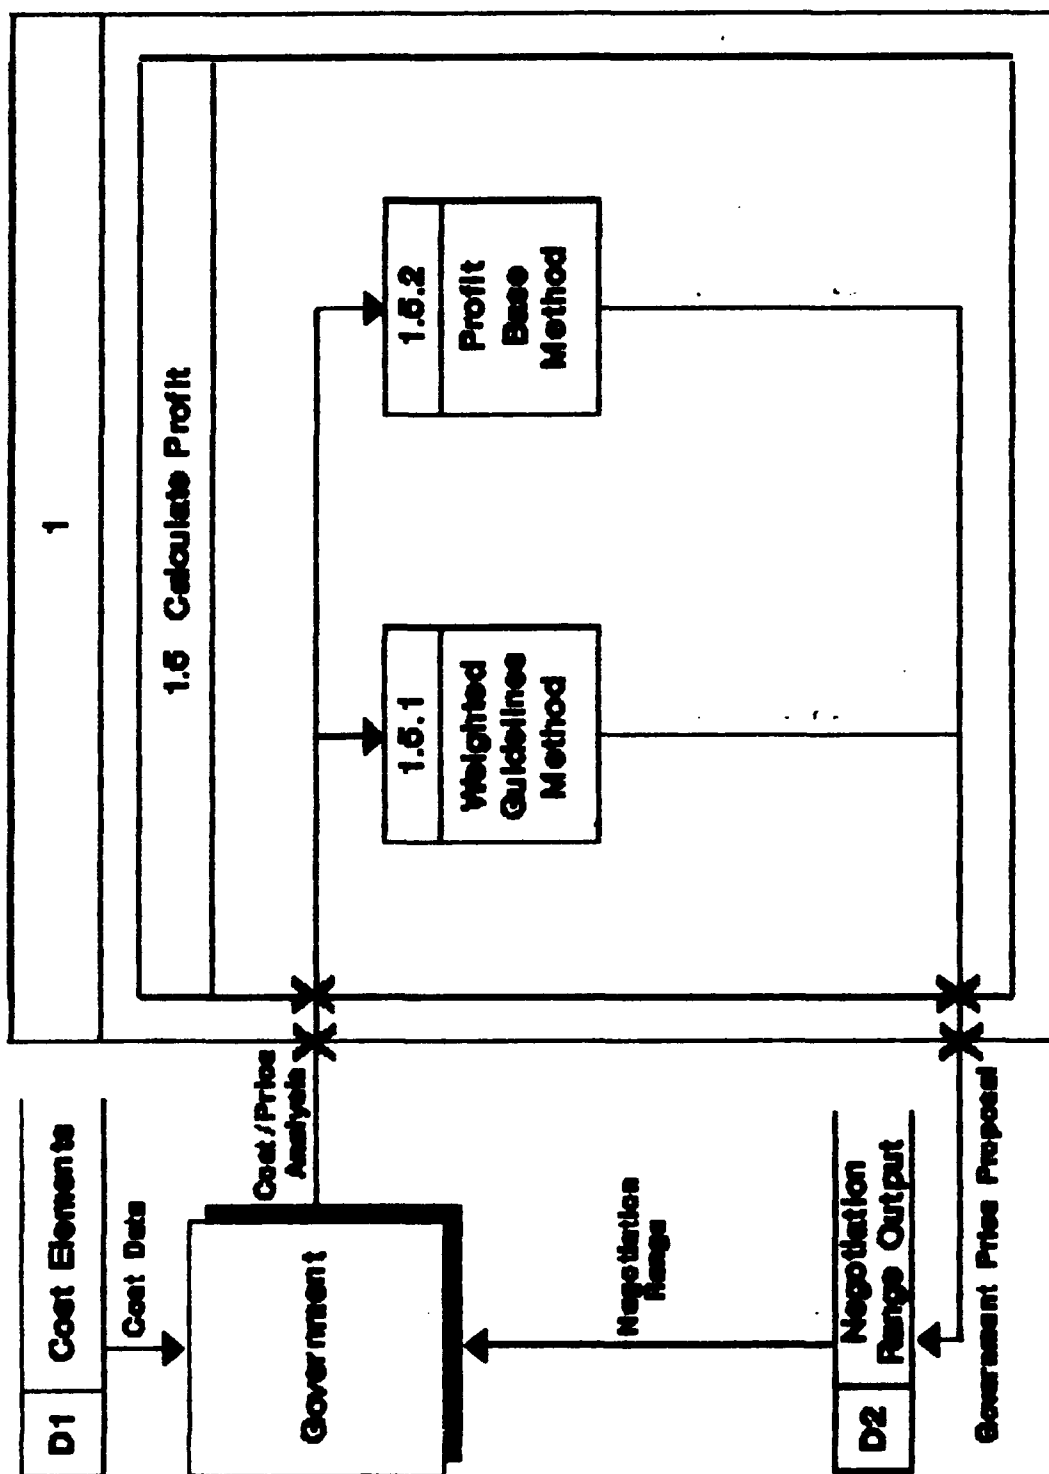 1
1.5 Calculate Profit
1.5.1
Weighted
Guidelines
Method
1.5.2
Profit
Base
Method
D1
Cost Elements
Cost Data
Government
Cost/Price
Analysis
Negotiation
Range
D2
Negotiation
Range Output
Government Price Proposal